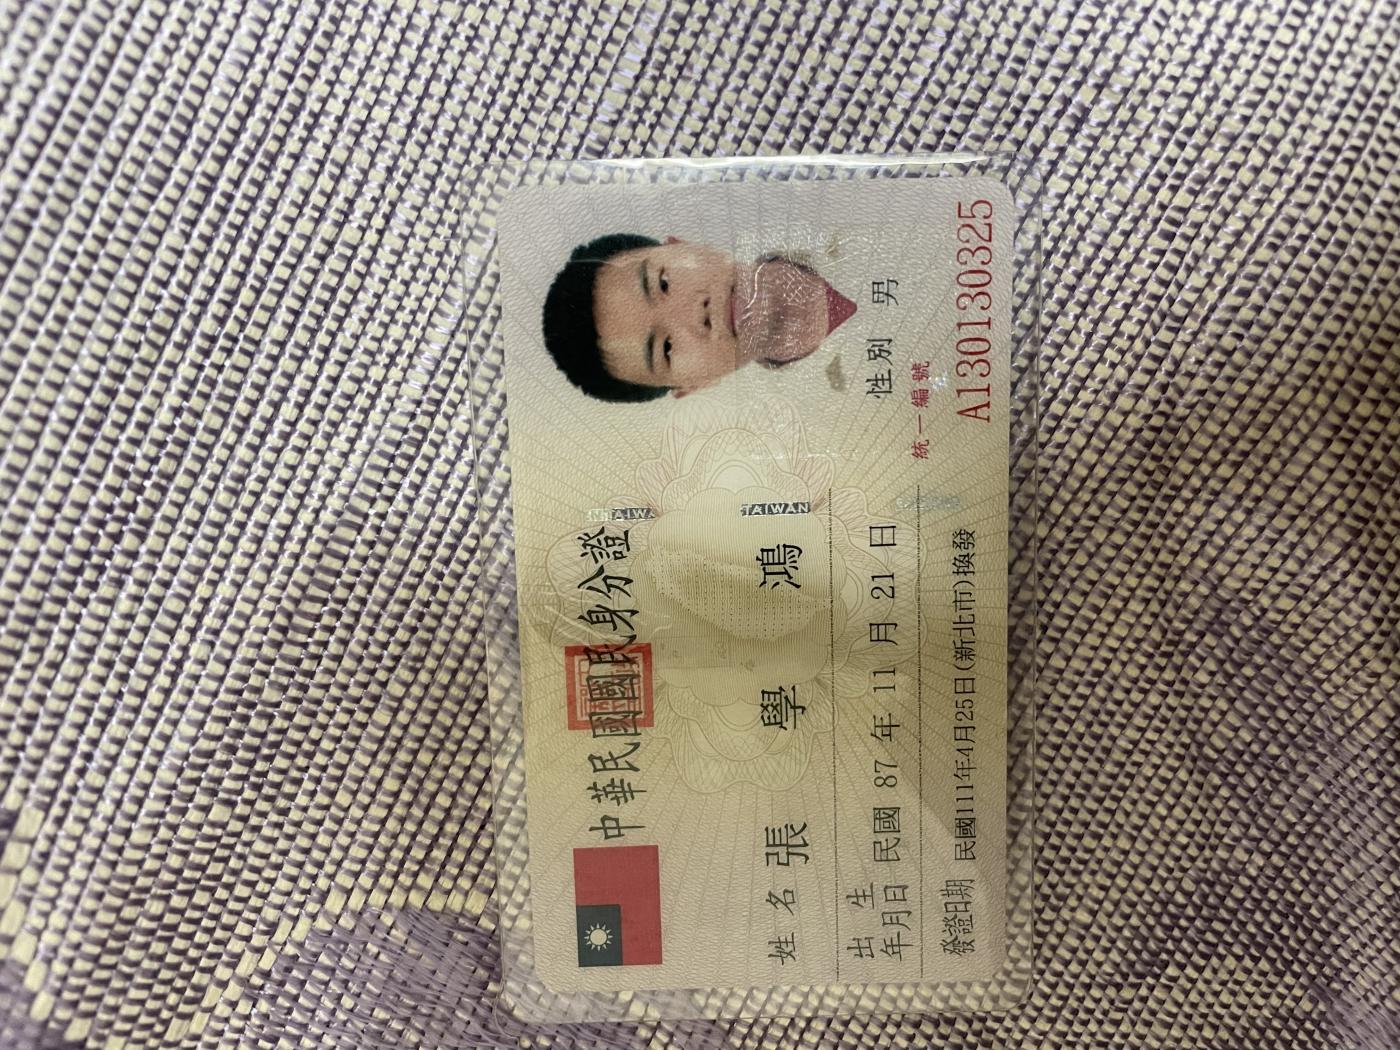 中華民國國民身分證
TAIWAN
姓名 張學鴻
TAIWAN
出生年月日 民國 87 年 11 月 21 日
性別 男
發證日期 民國111年4月25日(新北市)換發
統一編號
A130130325